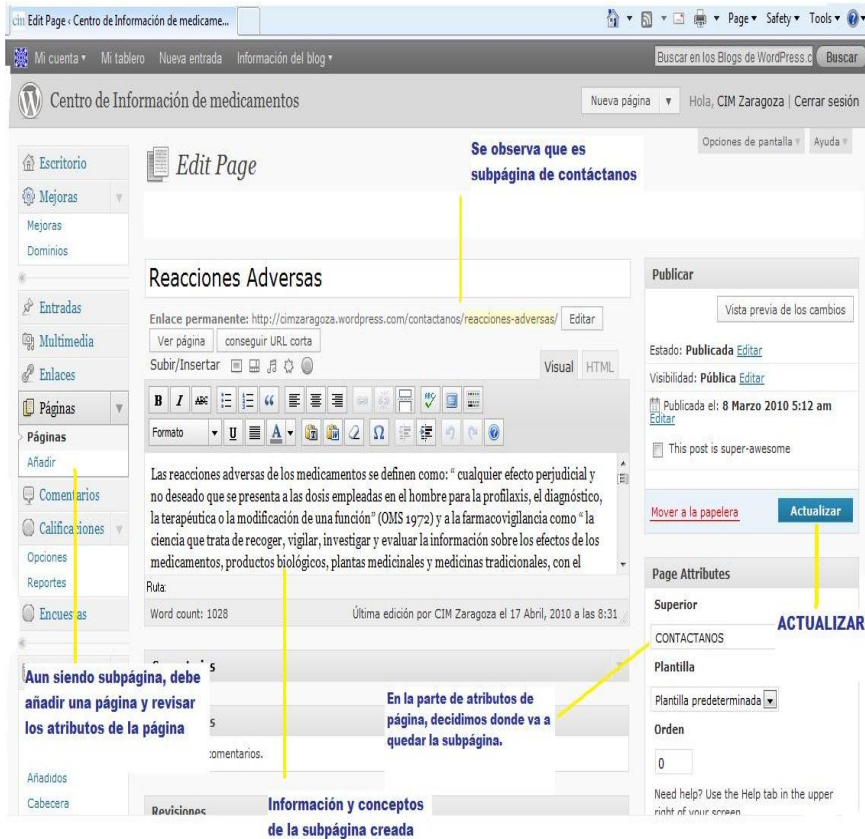 cim Edit Page ‹ Centro de Información de medicame...
Page Safety Tools
Mi cuenta Mi tablero Nueva entrada Información del blog
Buscar en los Blogs de WordPress.c Buscar
Centro de Información de medicamentos
Nueva página Hola, CIM Zaragoza | Cerrar sesión
Opciones de pantalla Ayuda
Escritorio
Mejoras
Mejoras
Dominios
Entradas
Multimedia
Enlaces
Páginas
Páginas
Añadir
Comentarios
Calificaciones
Opciones
Reportes
Encuestas
Añadidos
Cabecera
Edit Page
Se observa que es
subpágina de contáctanos
Reacciones Adversas
Enlace permanente: http://cimzaragoza.wordpress.com/contactanos/reacciones-adversas/ Editar
Ver página conseguir URL corta
Subir/Insertar
Visual HTML
B I ABC
Formato U A Ω
Las reacciones adversas de los medicamentos se definen como: “ cualquier efecto perjudicial y
no deseado que se presenta a las dosis empleadas en el hombre para la profilaxis, el diagnóstico,
la terapéutica o la modificación de una función” (OMS 1972) y a la farmacovigilancia como “ la
ciencia que trata de recoger, vigilar, investigar y evaluar la información sobre los efectos de los
medicamentos, productos biológicos, plantas medicinales y medicinas tradicionales, con el
Ruta:
Word count: 1028 Última edición por CIM Zaragoza el 17 Abril, 2010 a las 8:31
Aun siendo subpágina, debe
añadir una página y revisar
los atributos de la página
En la parte de atributos de
página, decidimos donde va a
quedar la subpágina.
comentarios.
Revisiones
Información y conceptos
de la subpágina creada
Publicar
Vista previa de los cambios
Estado: Publicada Editar
Visibilidad: Pública Editar
Publicada el: 8 Marzo 2010 5:12 am
Editar
This post is super-awesome
Mover a la papelera Actualizar
Page Attributes
Superior
ACTUALIZAR
CONTACTANOS
Plantilla
Plantilla predeterminada
Orden
0
Need help? Use the Help tab in the upper
right of your screen